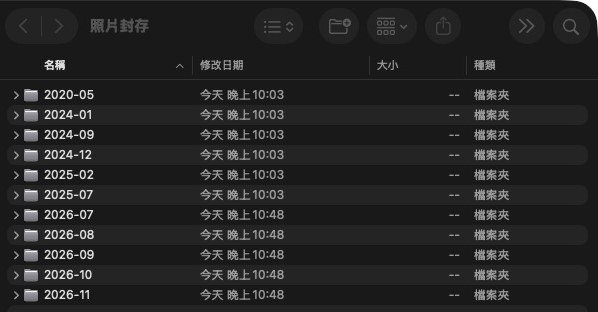 照片封存
名稱 修改日期 大小 種類
2020-05 今天 晚上10:03 -- 檔案夾
2024-01 今天 晚上10:03 -- 檔案夾
2024-09 今天 晚上10:03 -- 檔案夾
2024-12 今天 晚上10:03 -- 檔案夾
2025-02 今天 晚上10:03 -- 檔案夾
2025-07 今天 晚上10:03 -- 檔案夾
2026-07 今天 晚上10:48 -- 檔案夾
2026-08 今天 晚上10:48 -- 檔案夾
2026-09 今天 晚上10:48 -- 檔案夾
2026-10 今天 晚上10:48 -- 檔案夾
2026-11 今天 晚上10:48 -- 檔案夾